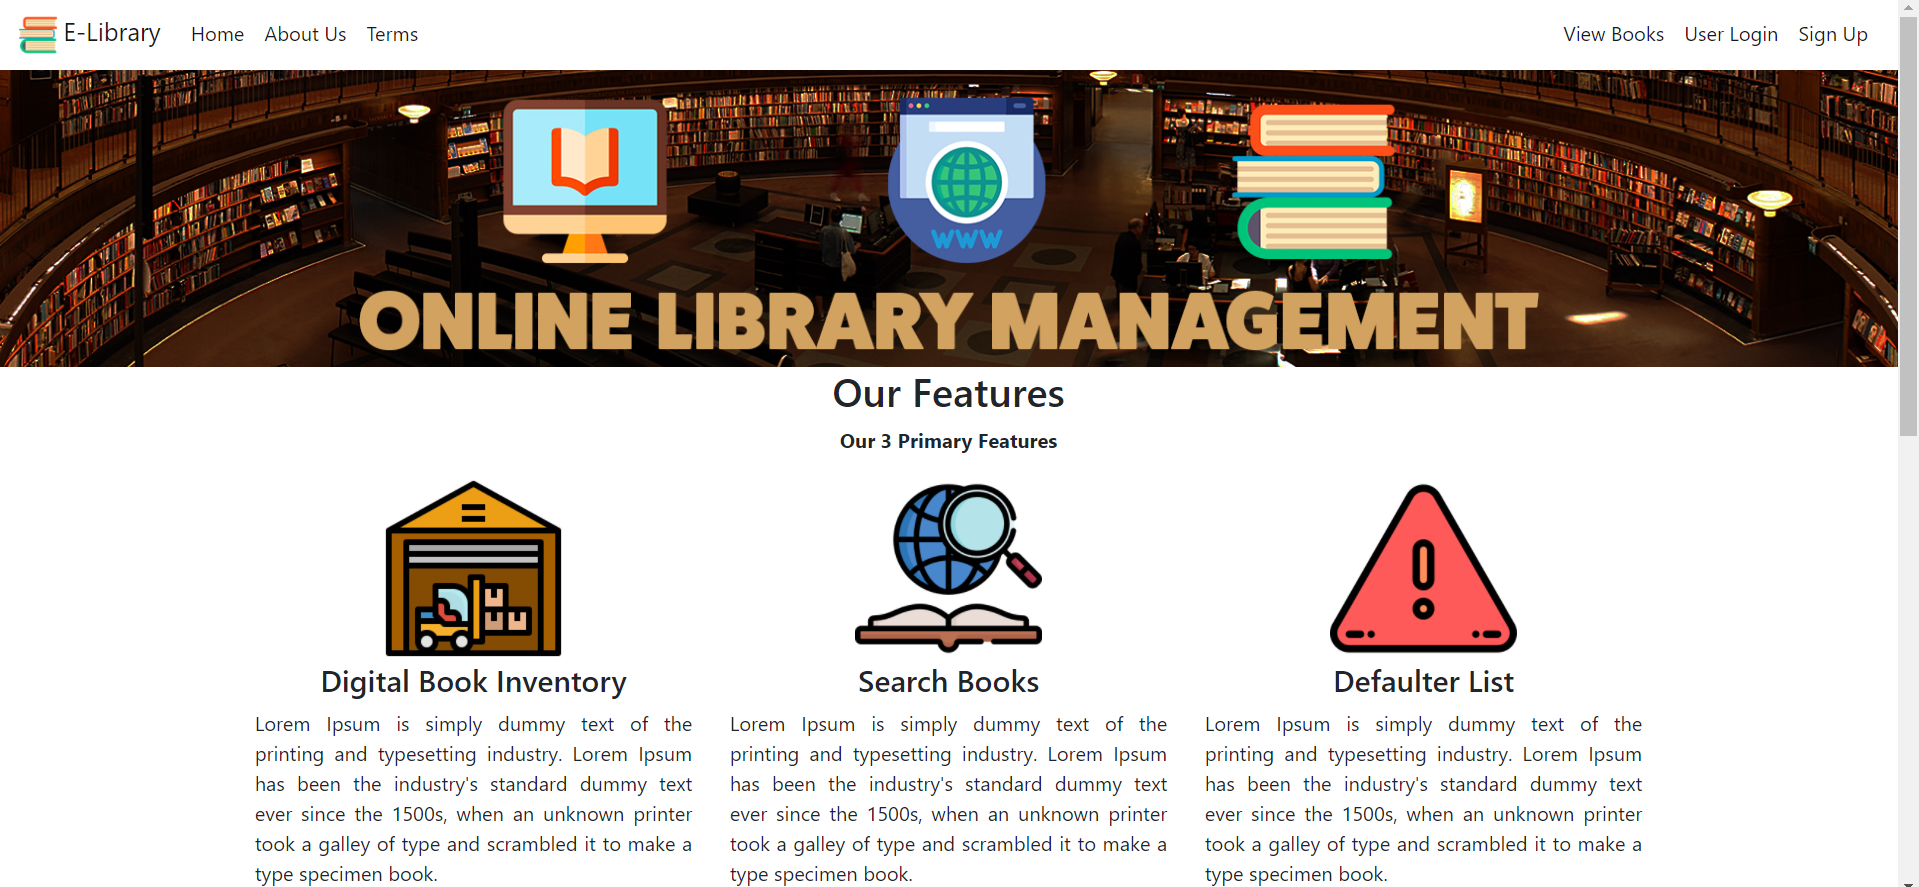 E-Library Home About Us Terms View Books User Login Sign Up
WWW
ONLINE LIBRARY MANAGEMENT
Our Features
Our 3 Primary Features
Digital Book Inventory
Lorem Ipsum is simply dummy text of the
printing and typesetting industry. Lorem Ipsum
has been the industry's standard dummy text
ever since the 1500s, when an unknown printer
took a galley of type and scrambled it to make a
type specimen book.
Search Books
Lorem Ipsum is simply dummy text of the
printing and typesetting industry. Lorem Ipsum
has been the industry's standard dummy text
ever since the 1500s, when an unknown printer
took a galley of type and scrambled it to make a
type specimen book.
Defaulter List
Lorem Ipsum is simply dummy text of the
printing and typesetting industry. Lorem Ipsum
has been the industry's standard dummy text
ever since the 1500s, when an unknown printer
took a galley of type and scrambled it to make a
type specimen book.